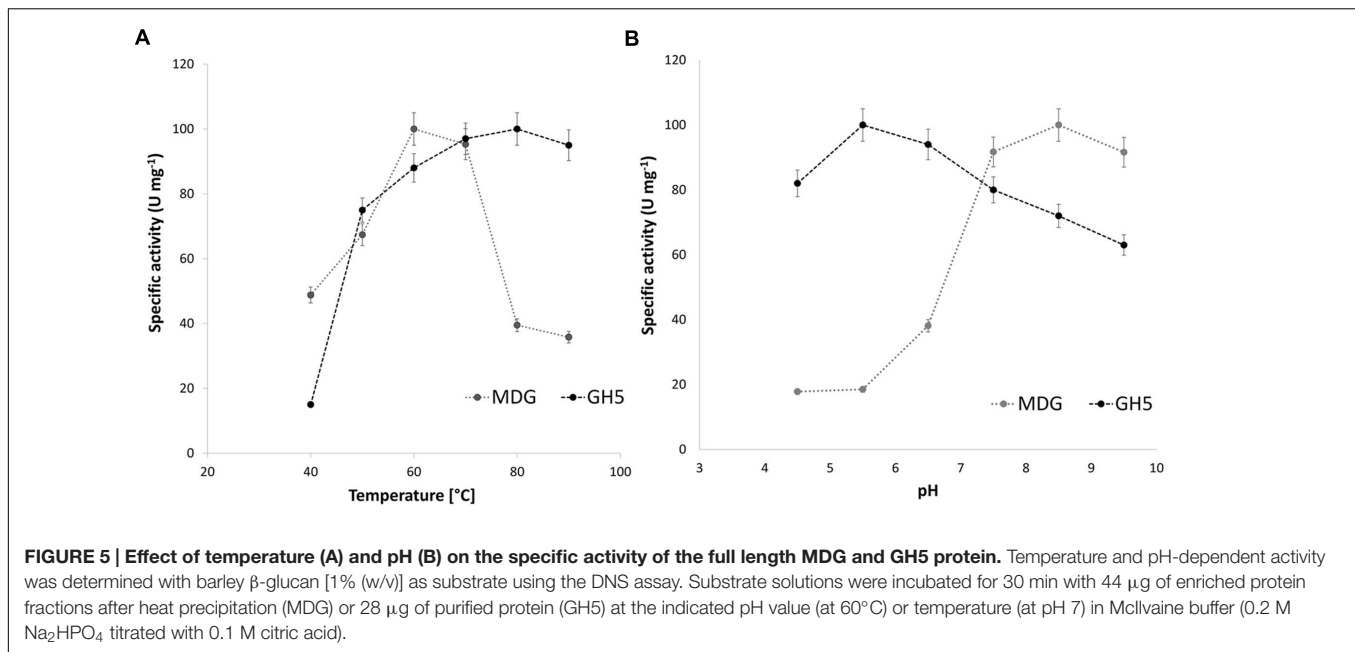 A
120
100
80
60
40
20
0
Specific activity (U mg⁻¹)
MDG GH5
20 40 60 80 100
Temperature [°C]
B
120
100
80
60
40
20
0
Specific activity (U mg⁻¹)
MDG GH5
3 4 5 6 7 8 9 10
pH
FIGURE 5 | Effect of temperature (A) and pH (B) on the specific activity of the full length MDG and GH5 protein. Temperature and pH-dependent activity
was determined with barley β-glucan [1% (w/v)] as substrate using the DNS assay. Substrate solutions were incubated for 30 min with 44 μg of enriched protein
fractions after heat precipitation (MDG) or 28 μg of purified protein (GH5) at the indicated pH value (at 60°C) or temperature (at pH 7) in McIlvaine buffer (0.2 M
Na₂HPO₄ titrated with 0.1 M citric acid).